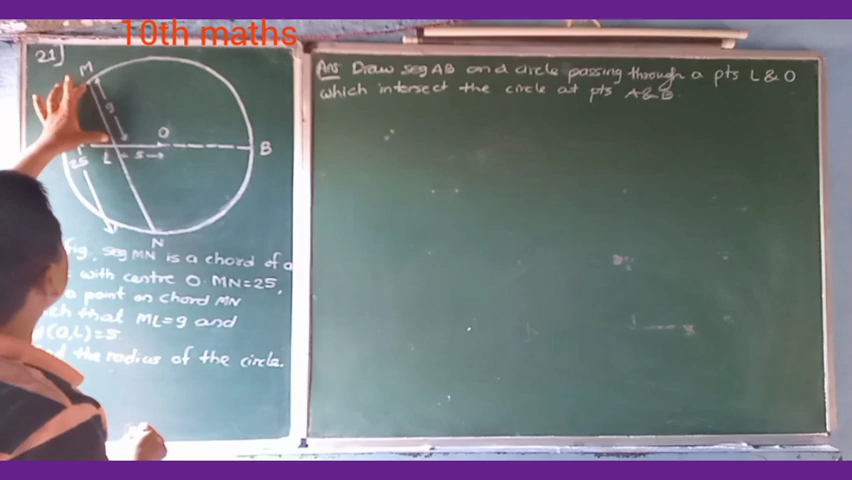 10th maths
21)
M
9
O
B
25
L
5
N
fig, seg MN is a chord of a
with centre O. MN=25,
a point on chord MN
that ML=9 and
(O,L)=5.
the radius of the circle.
Ans Draw seg AB on a circle passing through a pts L & O
which intersect the circle at pts A & B.